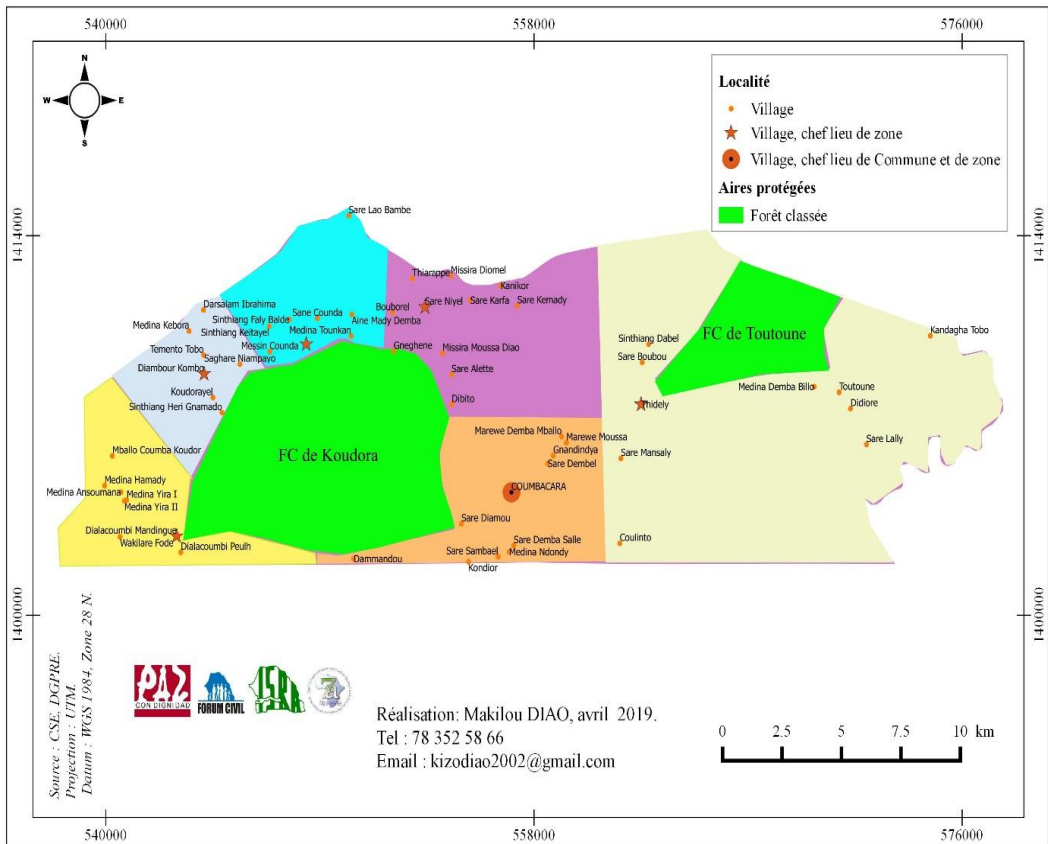 540000
558000
576000
N
W
E
S
Localité
Village
Village, chef lieu de zone
Village, chef lieu de Commune et de zone
Aires protégées
Forêt classée
1414000
1414000
Sare Lao Bambe
Thiarappe
Missira Diomel
Kanikor
Darsalam Ibrahima
Sane Counda
Bouborel
Sare Niyel
Sare Karfa
Sare Kemady
Medina Kebora
Sinthiang Faly Balde
Aine Mady Demba
Sinthiang Keitayel
Medina Tounkan
FC de Toutoune
Kandagha Tobo
Temento Tobo
Messin Counda
Gneghene
Missira Moussa Diao
Sinthiang Dabel
Saghare Niampayo
Sare Boubou
Diambour Kombo
Sare Alette
Koudorayel
Medina Demba Billo
Toutoune
Sinthiang Heri Gnamado
Dibito
Thidely
Didiore
Marewe Demba Mballo
Marewe Moussa
Mballo Coumba Koudor
FC de Koudora
Gnandindya
Sare Lally
Sare Dembel
Sare Mansaly
Medina Hamady
COUMBACARA
Medina Ansoumana
Medina Yira I
Medina Yira II
Sare Diamou
Dialacoumbi Mandingue
Wakilare Fode
Dialacoumbi Peulh
Sare Demba Salle
Coulinto
Sare Sambael
Medina Ndondy
Dammandou
Kondior
1400000
1400000
Source : CSE, DGPRE.
Projection : UTM.
Datum : WGS 1984, Zone 28 N.
PAZ
CON DIGNIDAD
FORUM CIVIL
ISRA
Réalisation: Makilou DIAO, avril 2019.
Tel : 78 352 58 66
Email : kizodiao2002@gmail.com
0 2.5 5 7.5 10 km
540000
558000
576000